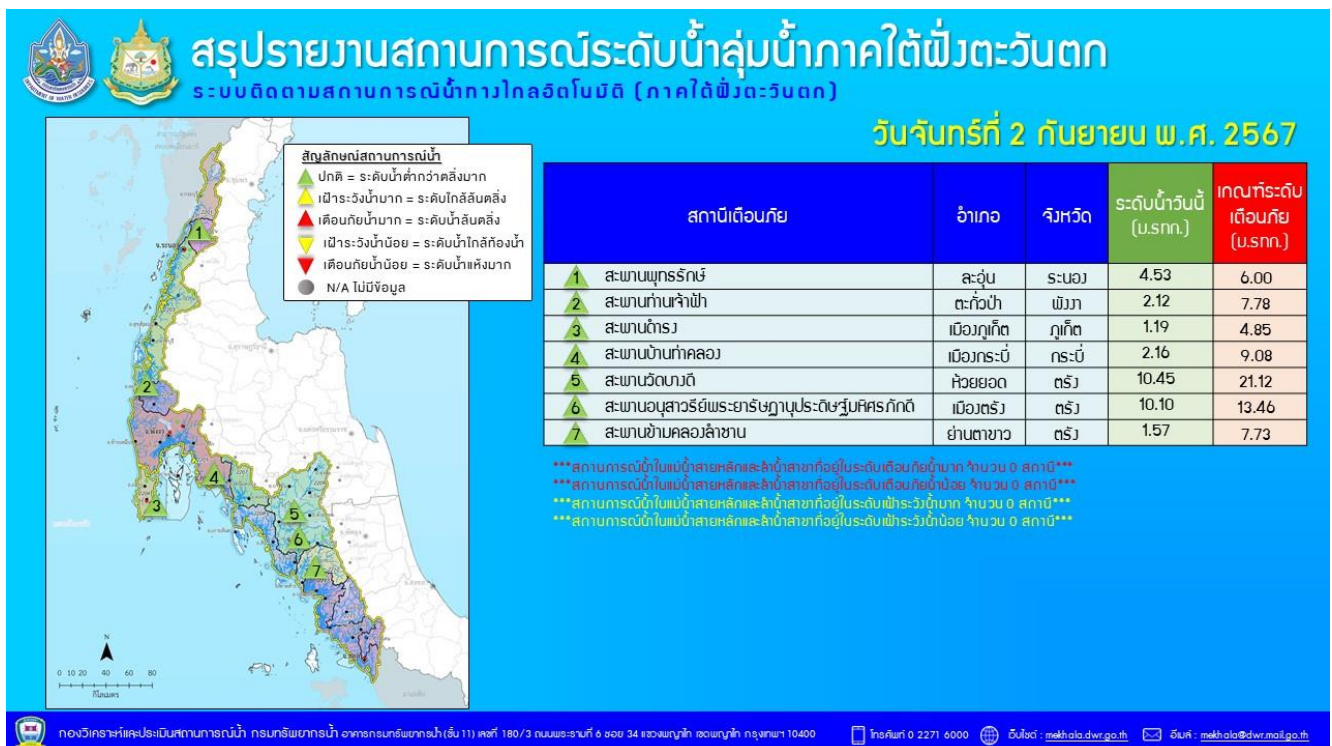 สรุปรายงานสถานการณ์ระดับน้ำลุ่มน้ำภาคใต้ฝั่งตะวันตก
ระบบติดตามสถานการณ์น้ำทางไกลอัตโนมัติ (ภาคใต้ฝั่งตะวันตก)
วันจันทร์ที่ 2 กันยายน พ.ศ. 2567
สัญลักษณ์สถานการณ์น้ำ
ปกติ = ระดับน้ำต่ำกว่าตลิ่งมาก
เฝ้าระวังน้ำมาก = ระดับใกล้ล้นตลิ่ง
เตือนภัยน้ำมาก = ระดับน้ำล้นตลิ่ง
เฝ้าระวังน้ำน้อย = ระดับน้ำใกล้ท้องน้ำ
เตือนภัยน้ำน้อย = ระดับน้ำแห้งมาก
N/A ไม่มีข้อมูล
1
2
3
4
5
6
7
N
0 10 20 40 60 80
กิโลเมตร
สถานีเตือนภัย อำเภอ จังหวัด ระดับน้ำวันนี้ (ม.รทก.) เกณฑ์ระดับเตือนภัย (ม.รทก.)
1 สะพานพุทธรักษ์ ละอุ่น ระนอง 4.53 6.00
2 สะพานท่านเจ้าฟ้า ตะกั่วป่า พังงา 2.12 7.78
3 สะพานดำรง เมืองภูเก็ต ภูเก็ต 1.19 4.85
4 สะพานบ้านท่าคลอง เมืองกระบี่ กระบี่ 2.16 9.08
5 สะพานวัดบางดี ห้วยยอด ตรัง 10.45 21.12
6 สะพานอนุสาวรีย์พระยารัษฎานุประดิษฐ์มหิศรภักดี เมืองตรัง ตรัง 10.10 13.46
7 สะพานข้ามคลองลำชาน ย่านตาขาว ตรัง 1.57 7.73
***สถานการณ์น้ำในแม่น้ำสายหลักและลำน้ำสาขาที่อยู่ในระดับเตือนภัยน้ำมาก จำนวน 0 สถานี***
***สถานการณ์น้ำในแม่น้ำสายหลักและลำน้ำสาขาที่อยู่ในระดับเตือนภัยน้ำน้อย จำนวน 0 สถานี***
***สถานการณ์น้ำในแม่น้ำสายหลักและลำน้ำสาขาที่อยู่ในระดับเฝ้าระวังน้ำมาก จำนวน 0 สถานี***
***สถานการณ์น้ำในแม่น้ำสายหลักและลำน้ำสาขาที่อยู่ในระดับเฝ้าระวังน้ำน้อย จำนวน 0 สถานี***
กองวิเคราะห์และประเมินสถานการณ์น้ำ กรมทรัพยากรน้ำ อาคารกรมทรัพยากรน้ำ (ชั้น 11) เลขที่ 180/3 ถนนพระรามที่ 6 ซอย 34 แขวงพญาไท เขตพญาไท กรุงเทพฯ 10400 โทรศัพท์ 0 2271 6000 เว็บไซต์ : mekhala.dwr.go.th อีเมล์ : mekhala@dwr.mail.go.th